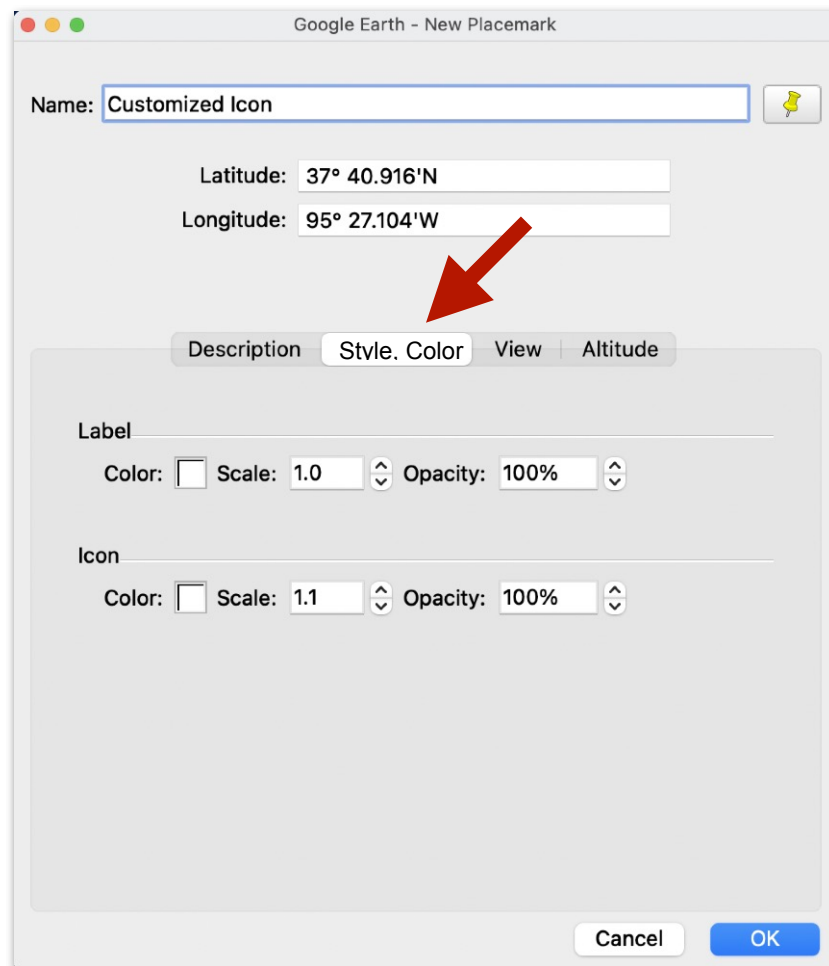 Google Earth - New Placemark
Name: Customized Icon
Latitude: 37° 40.916'N
Longitude: 95° 27.104'W
Description Style, Color View Altitude
Label
Color: Scale: 1.0 Opacity: 100%
Icon
Color: Scale: 1.1 Opacity: 100%
Cancel OK